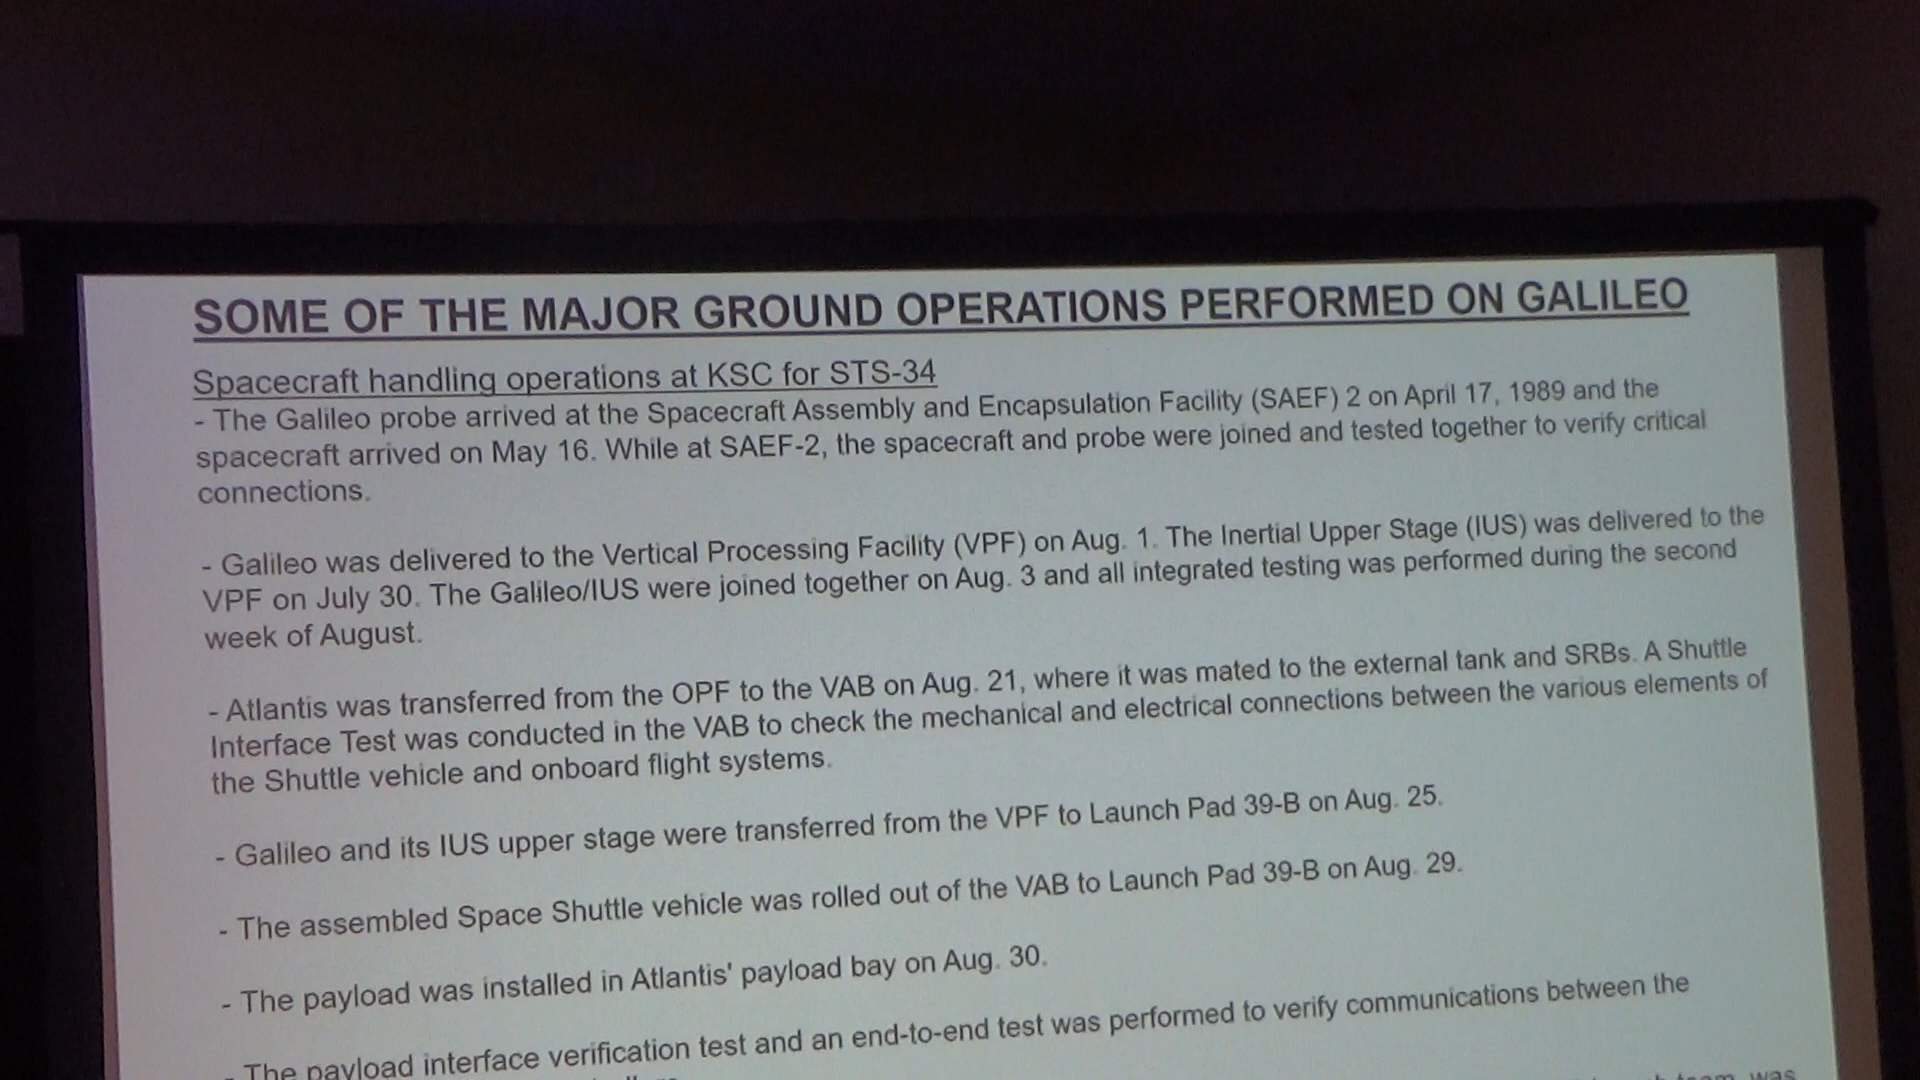 SOME OF THE MAJOR GROUND OPERATIONS PERFORMED ON GALILEO
Spacecraft handling operations at KSC for STS-34
- The Galileo probe arrived at the Spacecraft Assembly and Encapsulation Facility (SAEF) 2 on April 17, 1989 and the
spacecraft arrived on May 16. While at SAEF-2, the spacecraft and probe were joined and tested together to verify critical
connections.
- Galileo was delivered to the Vertical Processing Facility (VPF) on Aug. 1. The Inertial Upper Stage (IUS) was delivered to the
VPF on July 30. The Galileo/IUS were joined together on Aug. 3 and all integrated testing was performed during the second
week of August.
- Atlantis was transferred from the OPF to the VAB on Aug. 21, where it was mated to the external tank and SRBs. A Shuttle
Interface Test was conducted in the VAB to check the mechanical and electrical connections between the various elements of
the Shuttle vehicle and onboard flight systems.
- Galileo and its IUS upper stage were transferred from the VPF to Launch Pad 39-B on Aug. 25.
- The assembled Space Shuttle vehicle was rolled out of the VAB to Launch Pad 39-B on Aug. 29.
- The payload was installed in Atlantis' payload bay on Aug. 30.
- The payload interface verification test and an end-to-end test was performed to verify communications between the
was